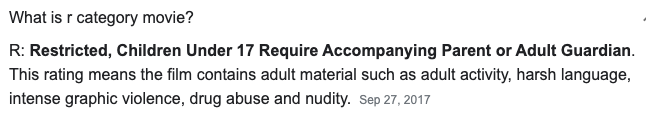 What is r category movie?
R: Restricted, Children Under 17 Require Accompanying Parent or Adult Guardian.
This rating means the film contains adult material such as adult activity, harsh language,
intense graphic violence, drug abuse and nudity. Sep 27, 2017